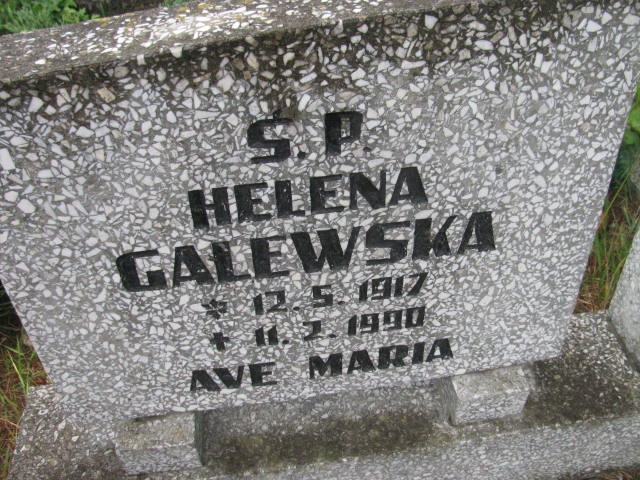 Ś.P.
HELENA
GALEWSKA
* 12.5.1917
+ 11.2.1990
AVE MARIA